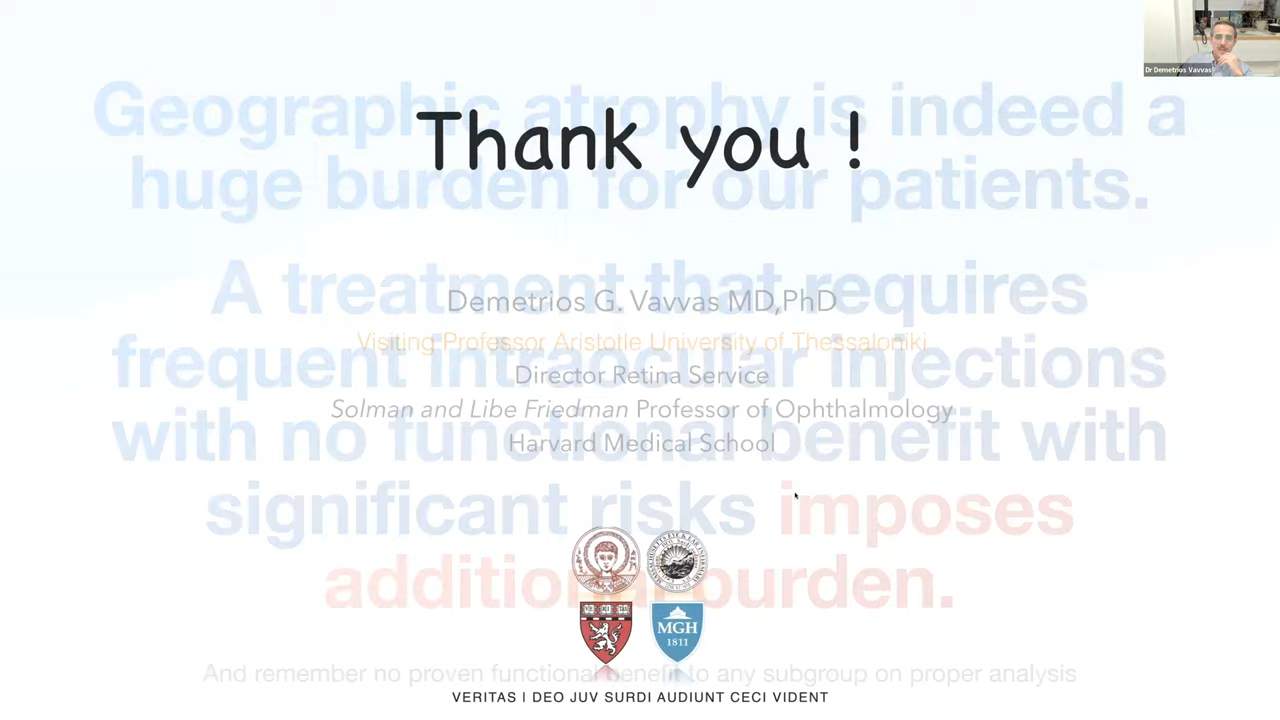 Dr Demetrios Vavvas
Geographic atrophy is indeed a
huge burden for our patients.
Thank you !
A treatment that requires
frequent intraocular injections
with no functional benefit with
significant risks imposes
additional burden.
Demetrios G. Vavvas MD,PhD
Visiting Professor Aristotle University of Thessaloniki
Director Retina Service
Solman and Libe Friedman Professor of Ophthalmology
Harvard Medical School
VE RI TAS
MGH
1811
And remember no proven functional benefit to any subgroup on proper analysis
VERITAS I DEO JUV SURDI AUDIUNT CECI VIDENT